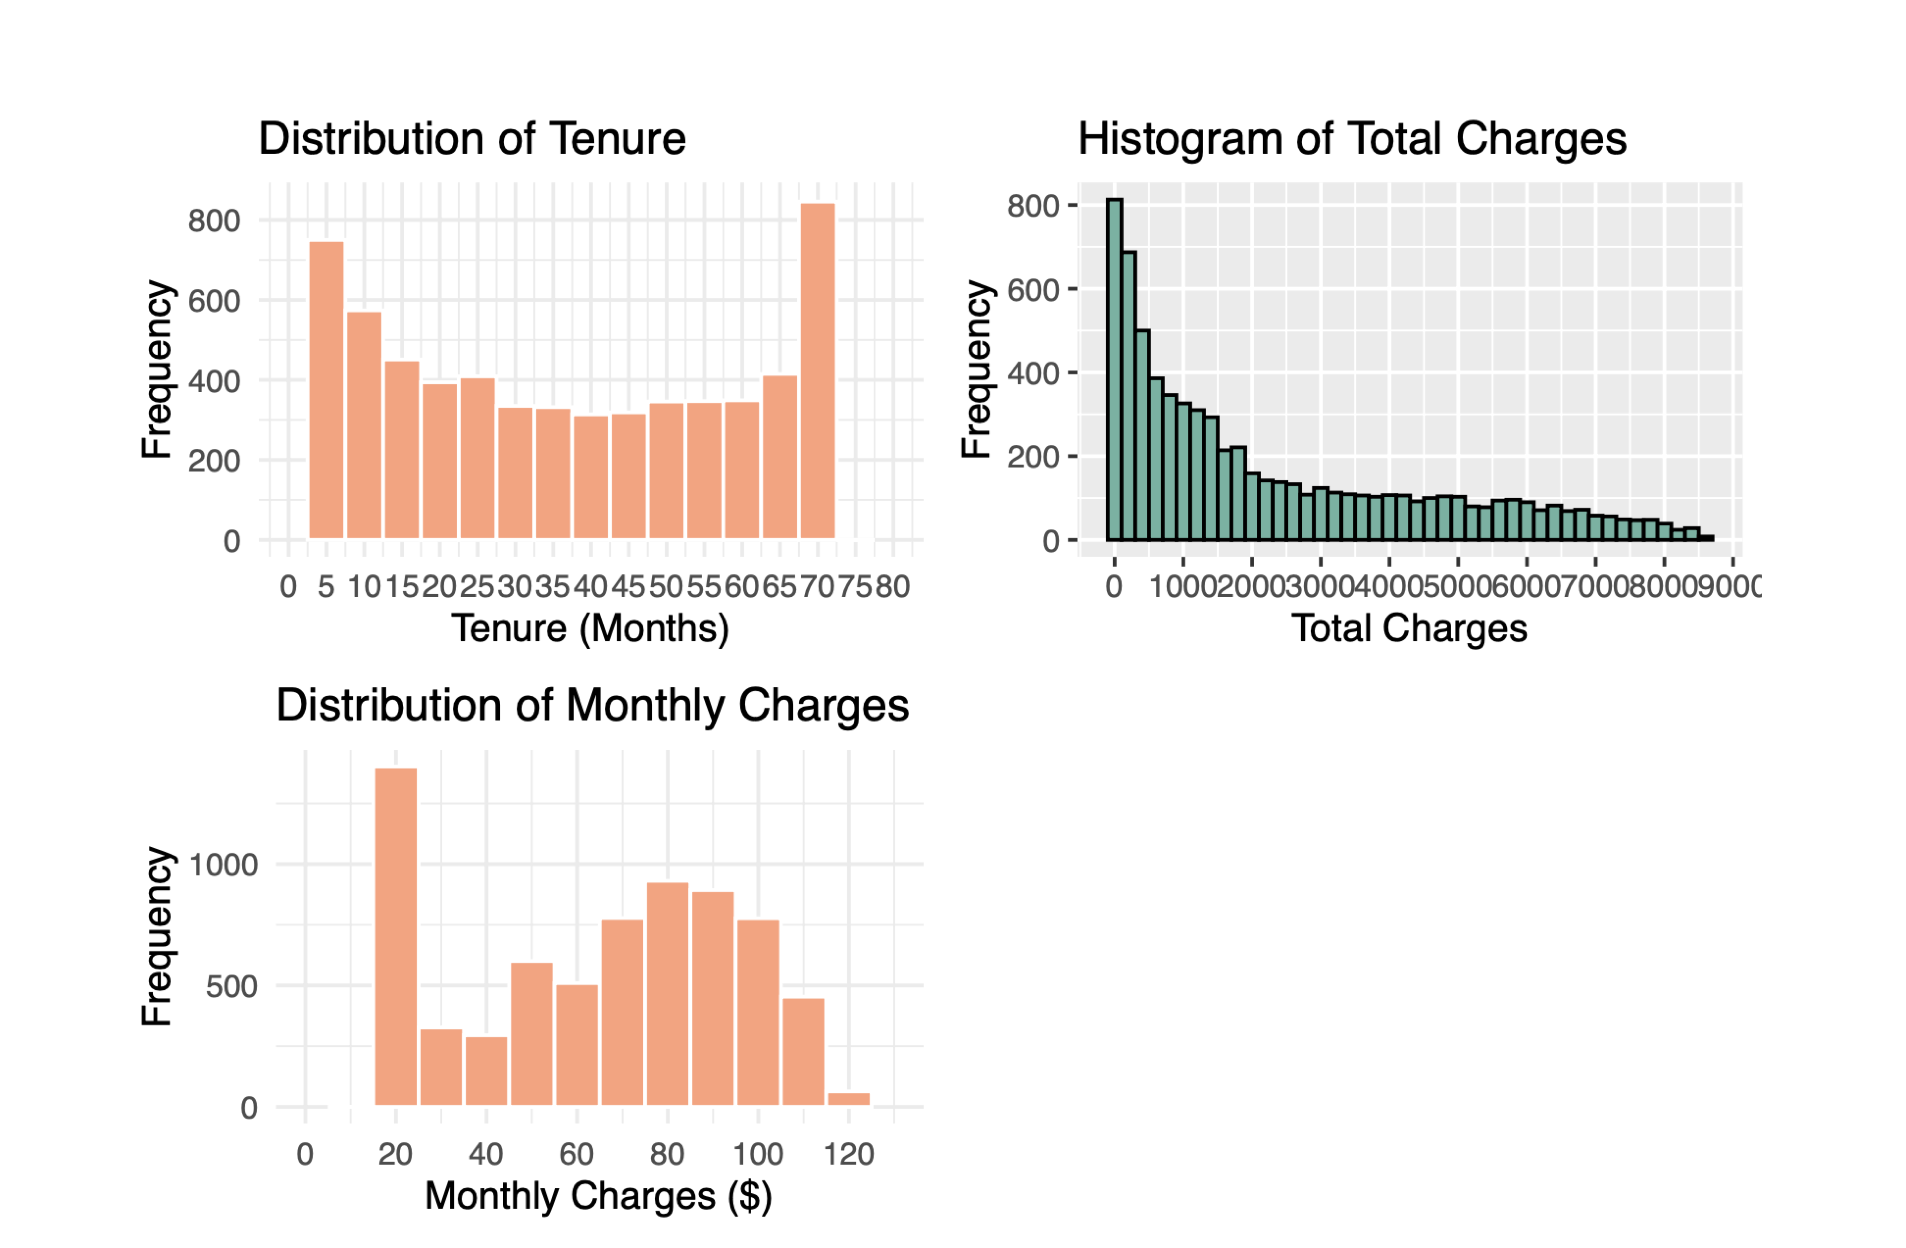 Distribution of Tenure
Frequency
800
600
400
200
0
0 5 10 15 20 25 30 35 40 45 50 55 60 65 70 75 80
Tenure (Months)
Histogram of Total Charges
Frequency
800
600
400
200
0
0 1000 2000 3000 4000 5000 6000 7000 8000 9000
Total Charges
Distribution of Monthly Charges
Frequency
1000
500
0
0 20 40 60 80 100 120
Monthly Charges ($)